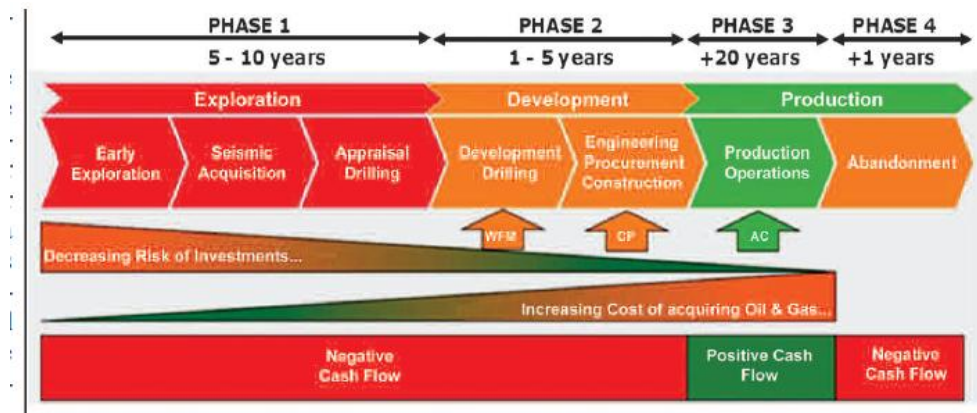 PHASE 1 PHASE 2 PHASE 3 PHASE 4
5 - 10 years 1 - 5 years +20 years +1 years
Exploration Development Production
Early
Exploration
Seismic
Acquisition
Appraisal
Drilling
Development
Drilling
Engineering
Procurement
Construction
Production
Operations
Abandonment
WFM CP AC
Decreasing Risk of Investments...
Increasing Cost of acquiring Oil & Gas...
Negative
Cash Flow
Positive Cash
Flow
Negative
Cash Flow